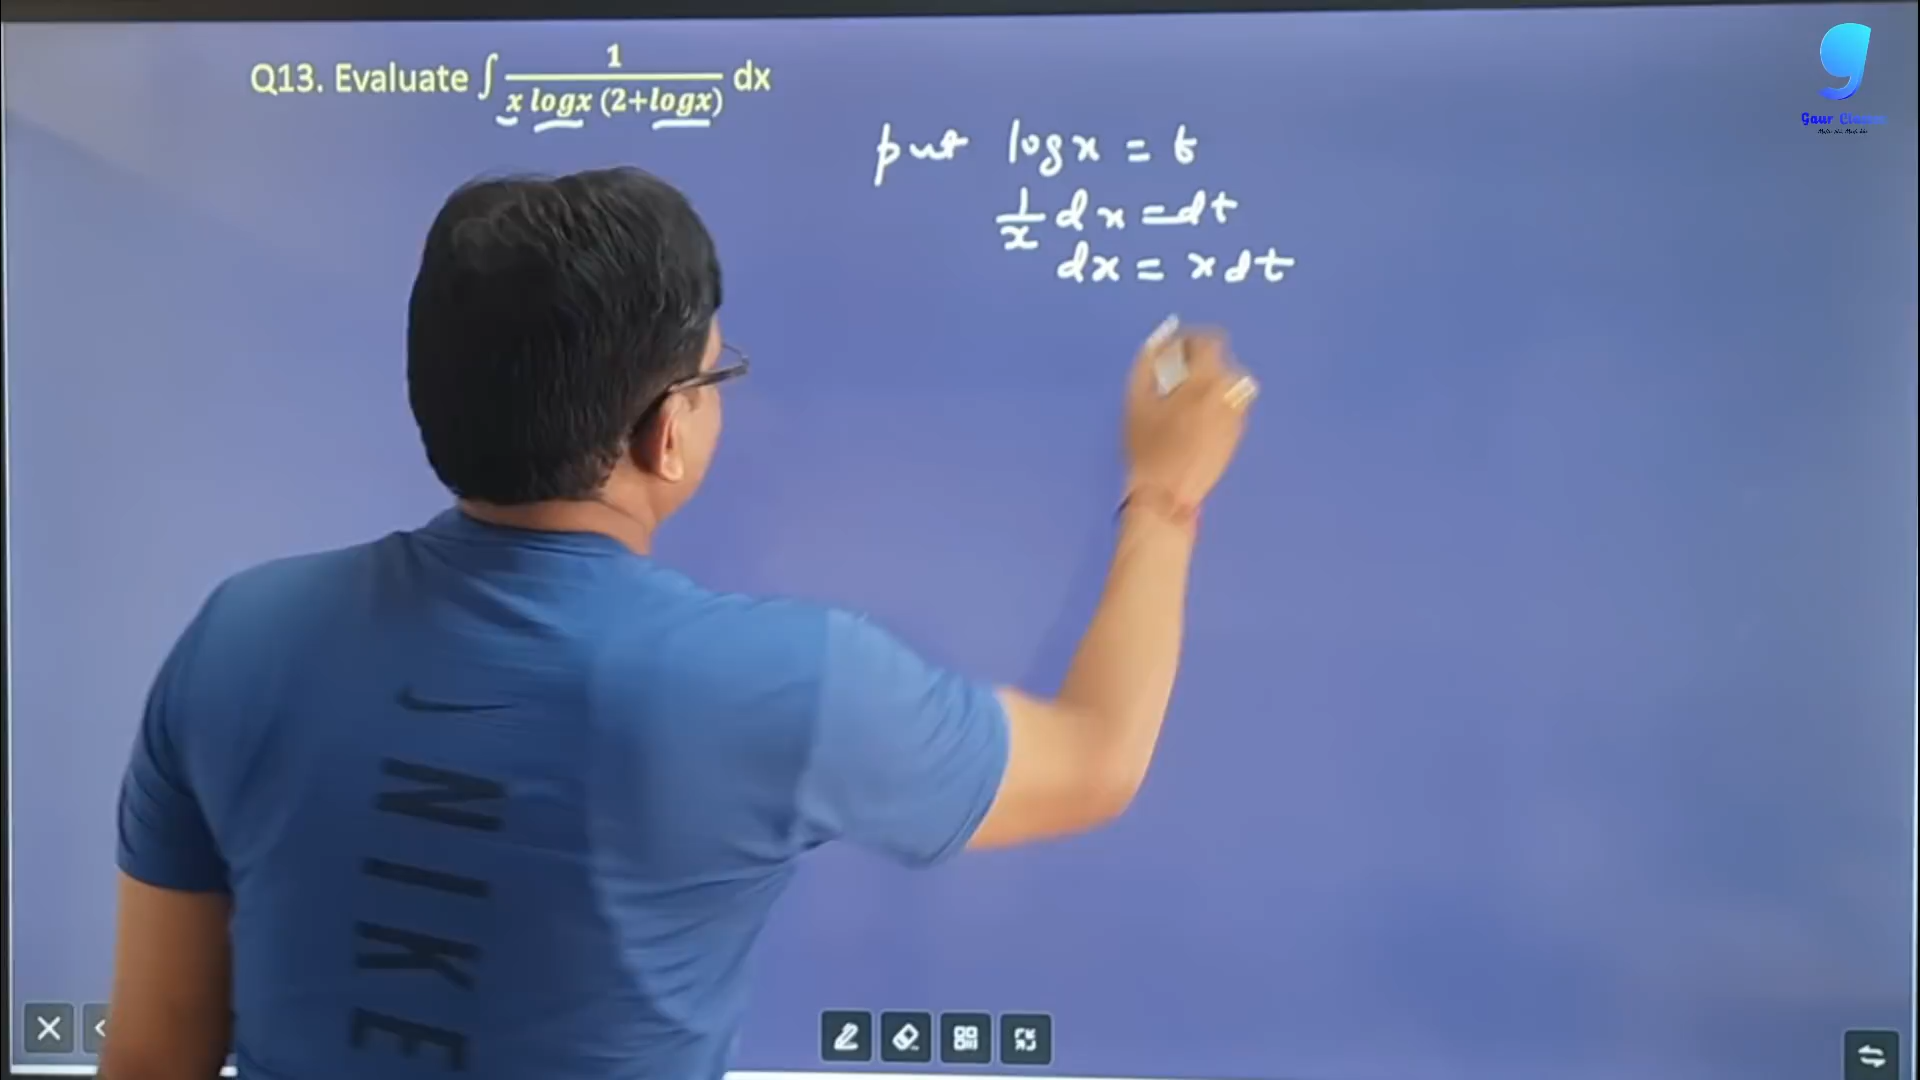 Q13. Evaluate ∫ 1/(x logx (2+logx)) dx
put logx = t
1/x dx = dt
dx = x dt
Gaur Classes
NIKE